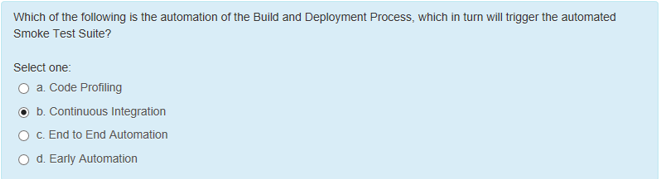 Which of the following is the automation of the Build and Deployment Process, which in turn will trigger the automated
Smoke Test Suite?
Select one:
a. Code Profiling
b. Continuous Integration
c. End to End Automation
d. Early Automation